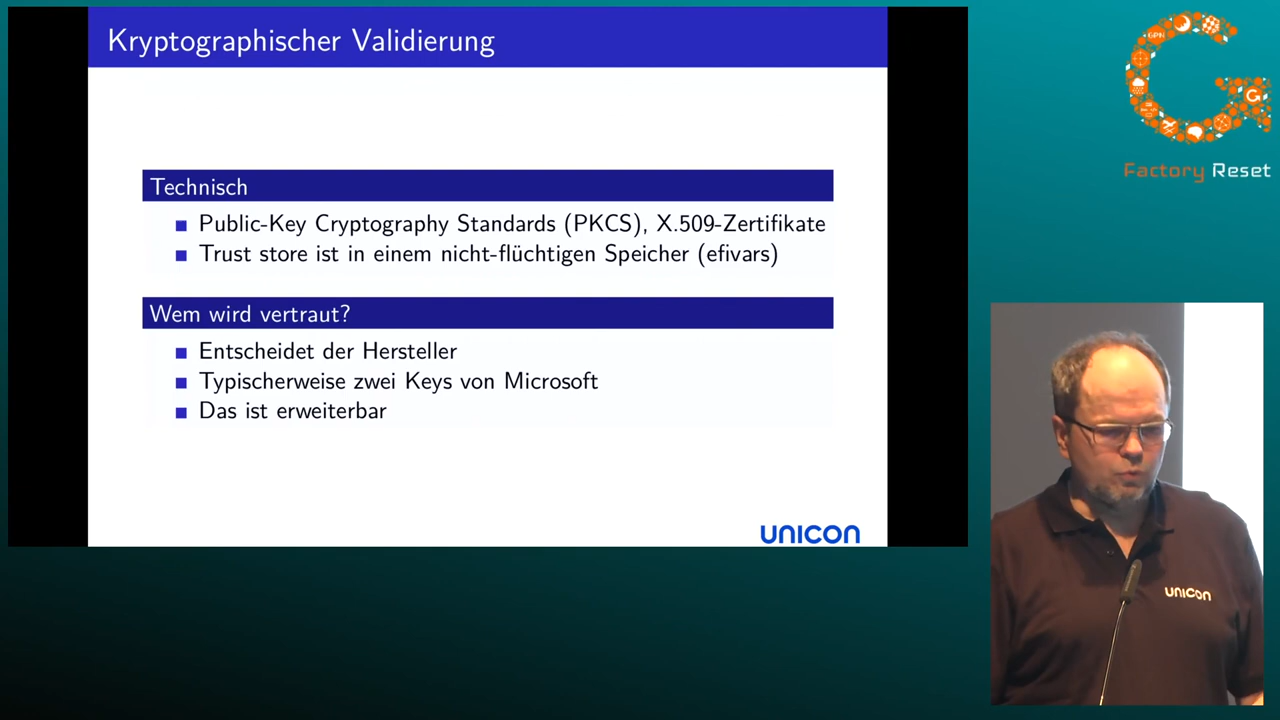 Kryptographischer Validierung
Technisch
Public-Key Cryptography Standards (PKCS), X.509-Zertifikate
Trust store ist in einem nicht-flüchtigen Speicher (efivars)
Wem wird vertraut?
Entscheidet der Hersteller
Typischerweise zwei Keys von Microsoft
Das ist erweiterbar
UNICON
GPN
G
Factory Reset
UNICON